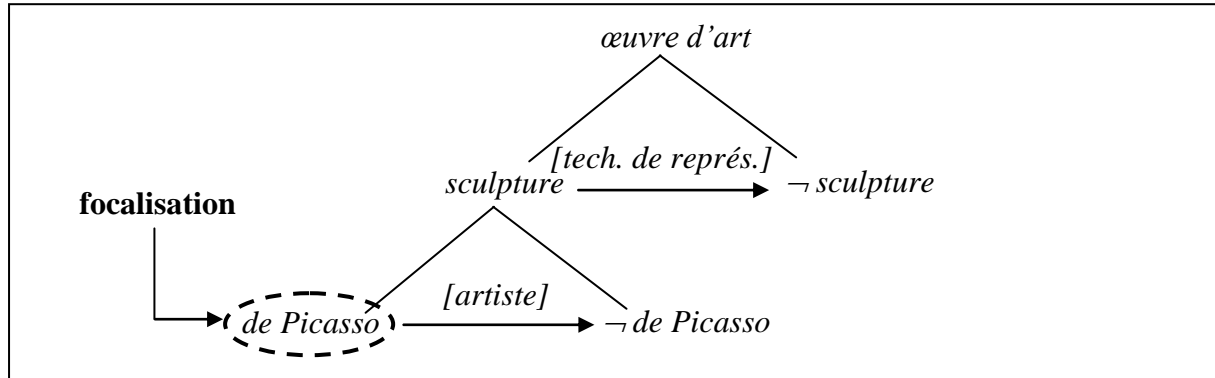 œuvre d’art
[tech. de représ.]
sculpture
¬ sculpture
focalisation
[artiste]
de Picasso
¬ de Picasso